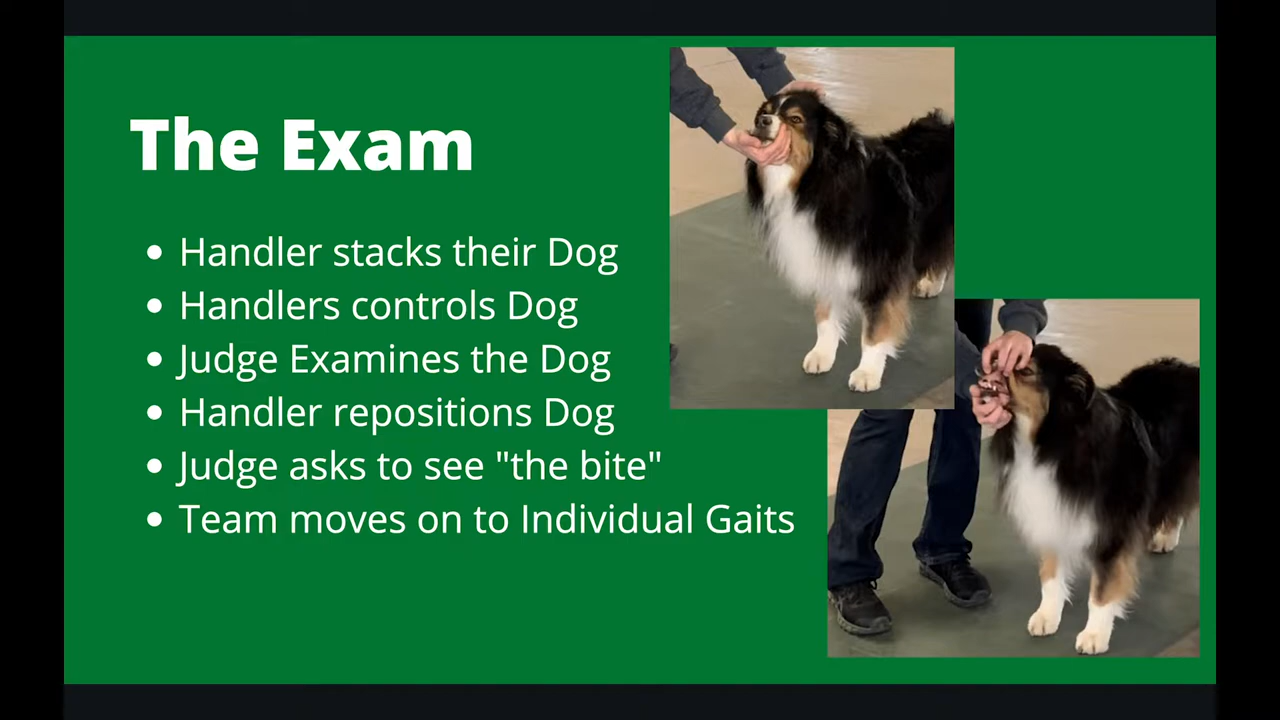 The Exam
Handler stacks their Dog
Handlers controls Dog
Judge Examines the Dog
Handler repositions Dog
Judge asks to see "the bite"
Team moves on to Individual Gaits